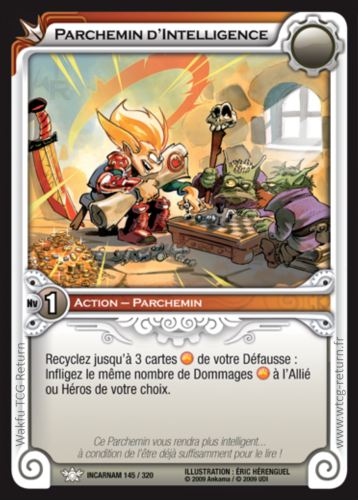 Parchemin d'Intelligence
Nv 1
Action – Parchemin
Recyclez jusqu'à 3 cartes de votre Défausse :
Infligez le même nombre de Dommages à l'Allié
ou Héros de votre choix.
Ce Parchemin vous rendra plus intelligent...
à condition de l'être déjà suffisamment pour le lire !
INCARNAM 145 / 320
ILLUSTRATION : ÉRIC HÉRENGUEL
© 2009 Ankama / © 2009 UDI
Wakfu TCG Return
www.wtcg-return.fr